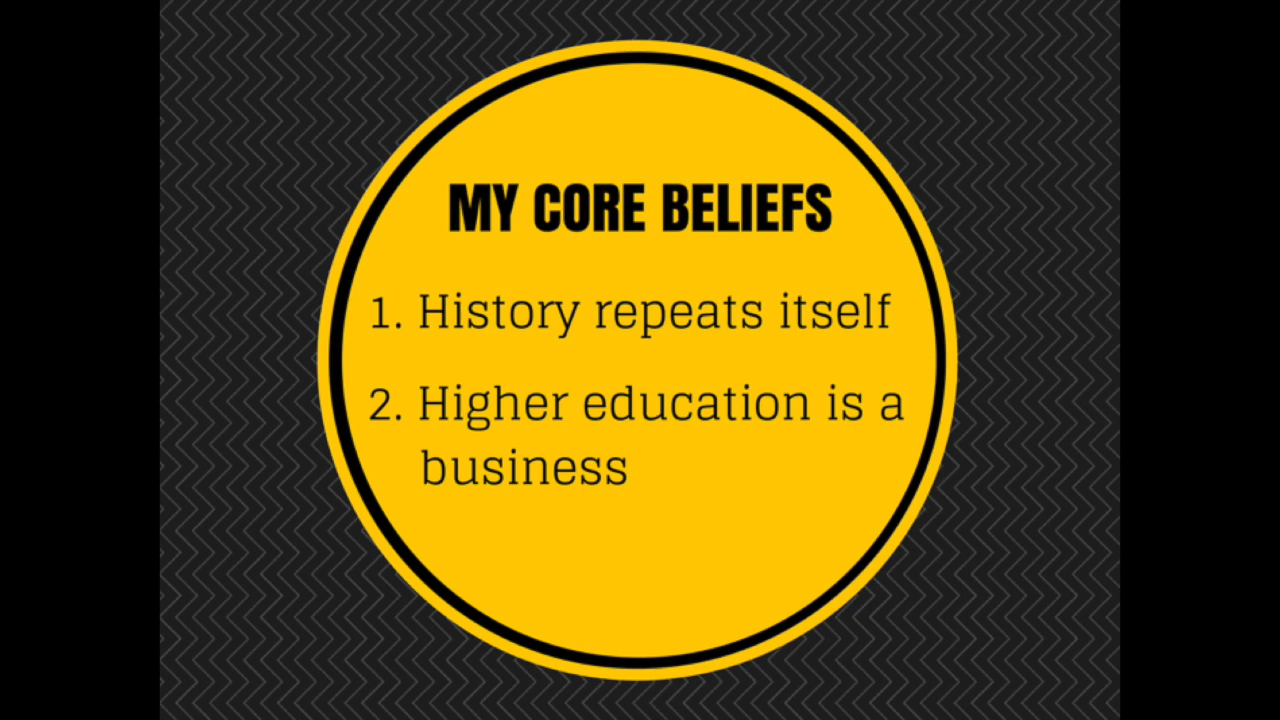 MY CORE BELIEFS
1. History repeats itself
2. Higher education is a
business